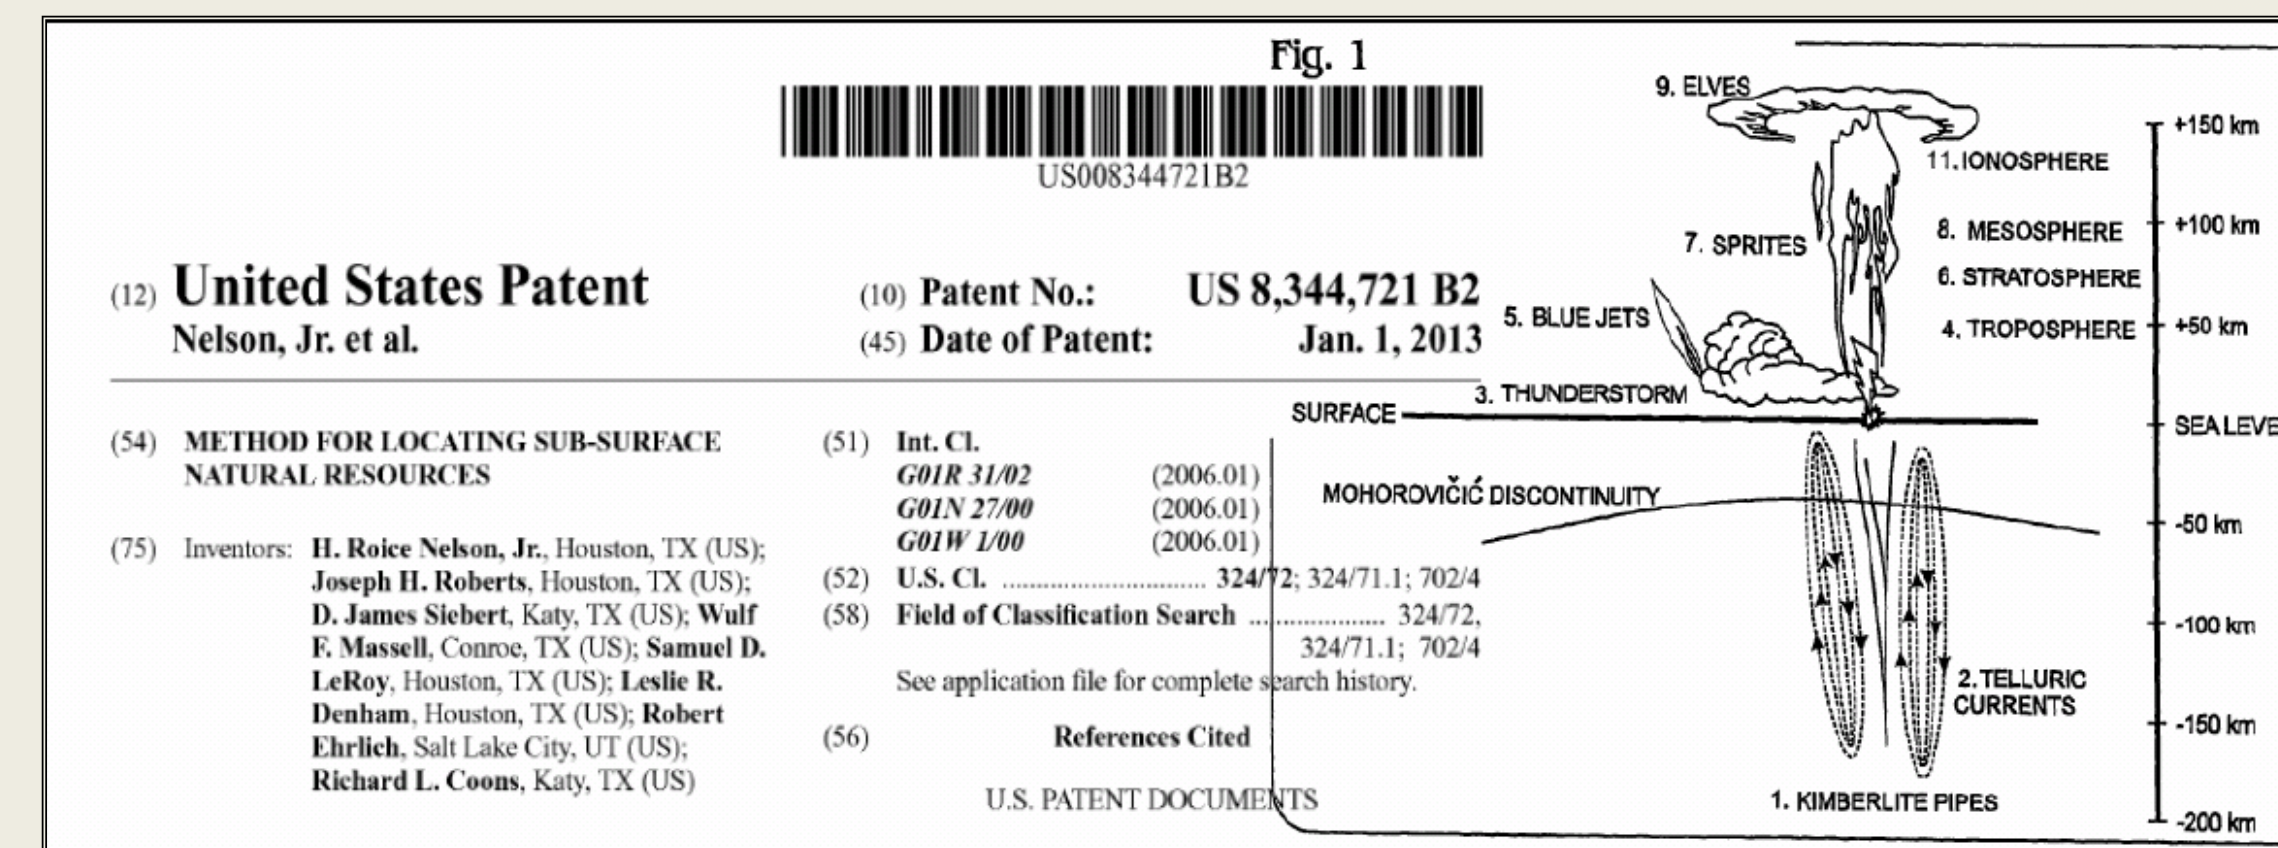 Fig. 1
US008344721B2
(12) United States Patent
Nelson, Jr. et al.
(10) Patent No.: US 8,344,721 B2
(45) Date of Patent: Jan. 1, 2013
(54) METHOD FOR LOCATING SUB-SURFACE
NATURAL RESOURCES
(75) Inventors: H. Roice Nelson, Jr., Houston, TX (US);
Joseph H. Roberts, Houston, TX (US);
D. James Siebert, Katy, TX (US); Wulf
F. Massell, Conroe, TX (US); Samuel D.
LeRoy, Houston, TX (US); Leslie R.
Denham, Houston, TX (US); Robert
Ehrlich, Salt Lake City, UT (US);
Richard L. Coons, Katy, TX (US)
(51) Int. Cl.
G01R 31/02 (2006.01)
G01N 27/00 (2006.01)
G01W 1/00 (2006.01)
(52) U.S. Cl. .............................. 324/72; 324/71.1; 702/4
(58) Field of Classification Search .................... 324/72,
324/71.1; 702/4
See application file for complete search history.
(56) References Cited
U.S. PATENT DOCUMENTS
9. ELVES
+150 km
11. IONOSPHERE
+100 km
8. MESOSPHERE
7. SPRITES
6. STRATOSPHERE
5. BLUE JETS
4. TROPOSPHERE
+50 km
3. THUNDERSTORM
SURFACE
SEA LEVE
MOHOROVIČIĆ DISCONTINUITY
-50 km
-100 km
2. TELLURIC
CURRENTS
-150 km
1. KIMBERLITE PIPES
-200 km